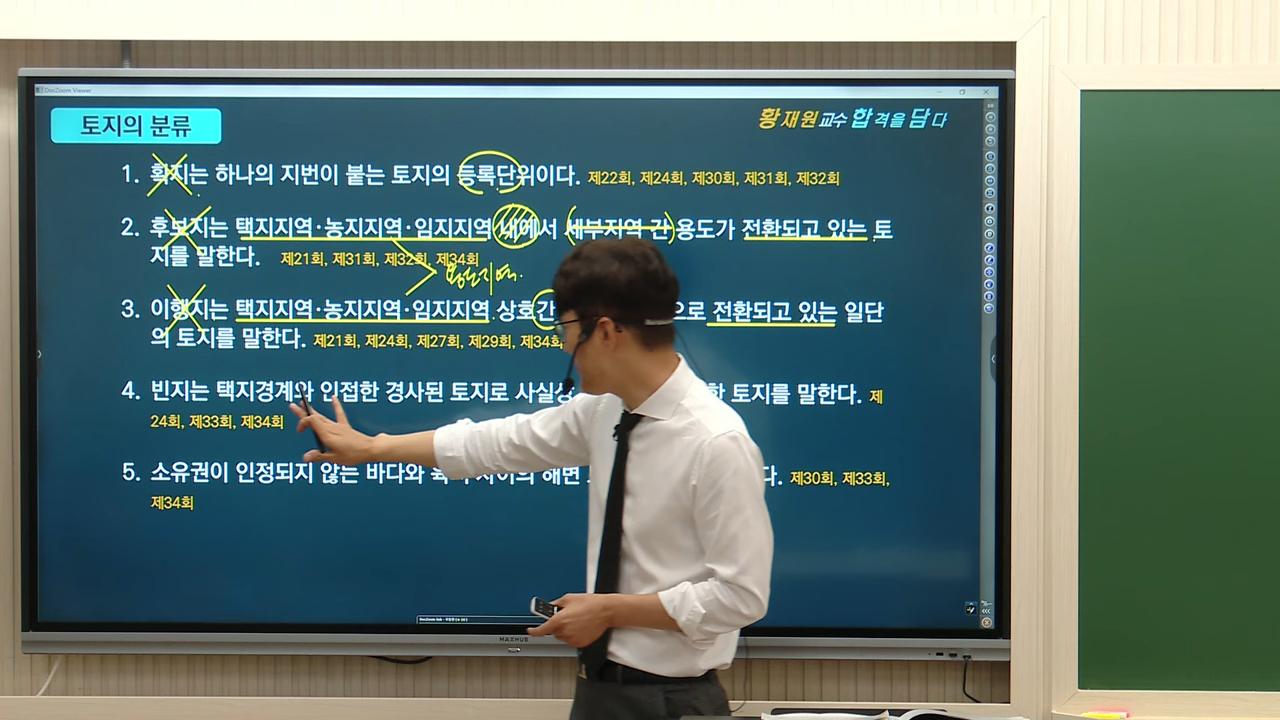 DocZoom Viewer
토지의 분류
황재원교수 합격을 담다
1. 획지는 하나의 지번이 붙는 토지의 등록단위이다. 제22회, 제24회, 제30회, 제31회, 제32회
2. 후보지는 택지지역·농지지역·임지지역 내에서 세부지역 간 용도가 전환되고 있는 토
지를 말한다. 제21회, 제31회, 제32회, 제34회
3. 이행지는 택지지역·농지지역·임지지역 상호간 으로 전환되고 있는 일단
의 토지를 말한다. 제21회, 제24회, 제27회, 제29회, 제34회
4. 빈지는 택지경계와 인접한 경사된 토지로 사실상 토지를 말한다. 제
24회, 제33회, 제34회
5. 소유권이 인정되지 않는 바다와 해변 제30회, 제33회,
제34회
MAXHUB